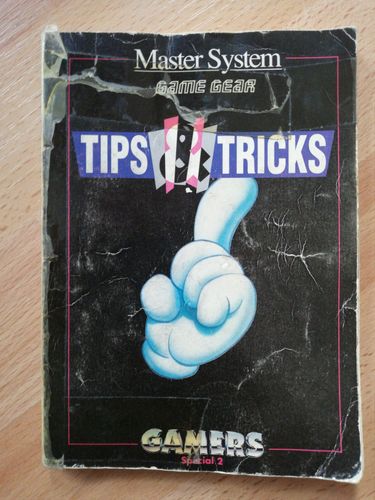 Master System
GAME GEAR
TIPS & TRICKS
GAMERS
Special 2